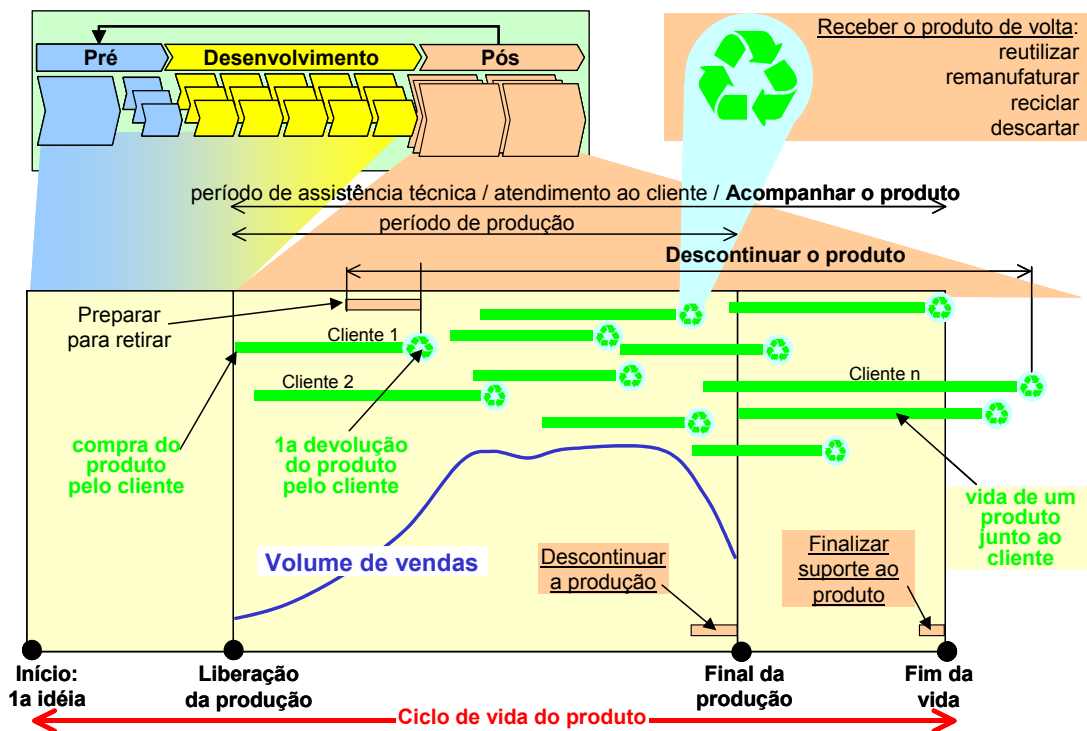 Pré
Desenvolvimento
Pós
Receber o produto de volta:
reutilizar
remanufaturar
reciclar
descartar
período de assistência técnica / atendimento ao cliente / Acompanhar o produto
período de produção
Descontinuar o produto
Preparar
para retirar
Cliente 1
Cliente 2
Cliente n
compra do
produto
pelo cliente
1a devolução
do produto
pelo cliente
vida de um
produto
junto ao
cliente
Volume de vendas
Descontinuar
a produção
Finalizar
suporte ao
produto
Início:
1a idéia
Liberação
da produção
Final da
produção
Fim da
vida
Ciclo de vida do produto